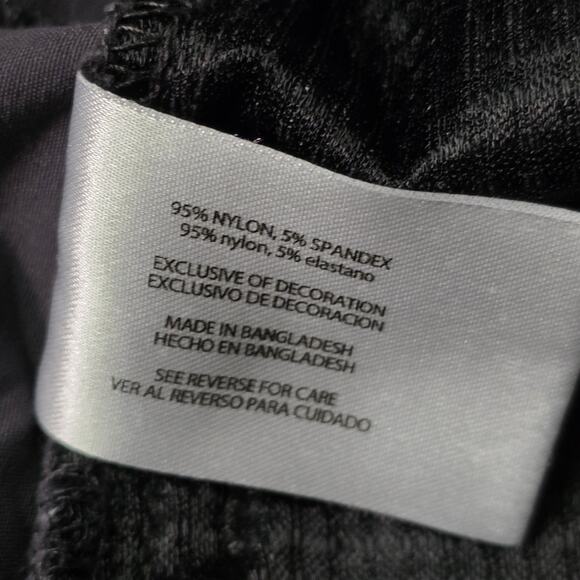 95% NYLON, 5% SPANDEX
95% nylon, 5% elastano
EXCLUSIVE OF DECORATION
EXCLUSIVO DE DECORACION
MADE IN BANGLADESH
HECHO EN BANGLADESH
SEE REVERSE FOR CARE
VER AL REVERSO PARA CUIDADO